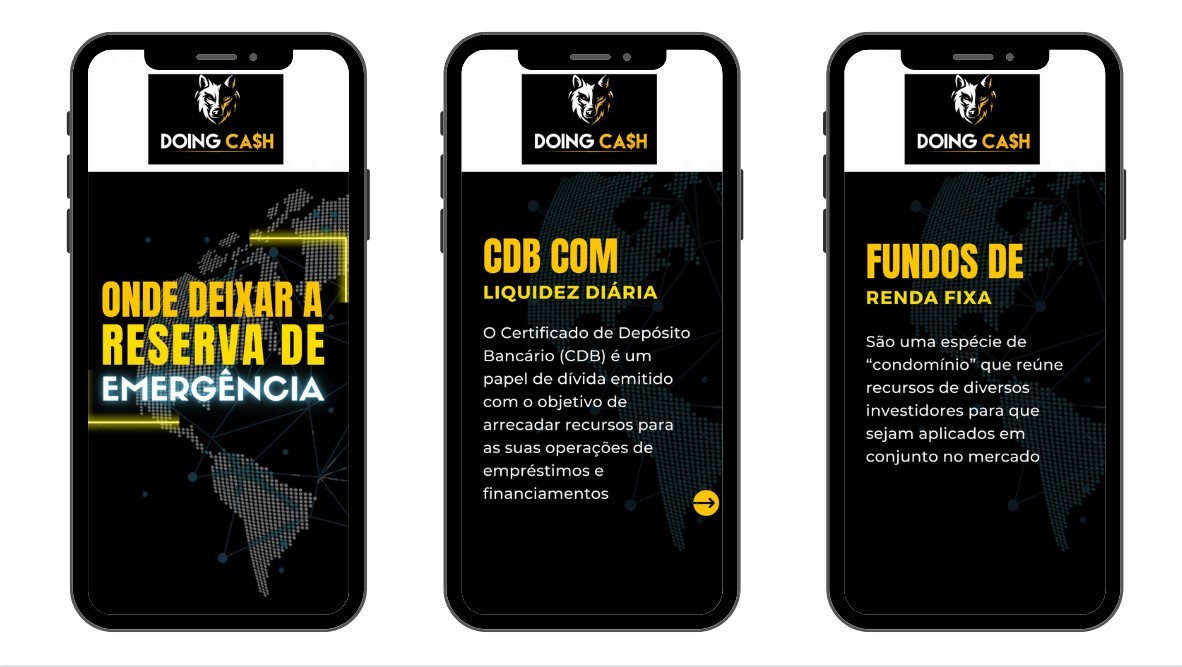 DOING CA$H
ONDE DEIXAR A
RESERVA DE
EMERGÊNCIA
DOING CA$H
CDB COM
LIQUIDEZ DIÁRIA
O Certificado de Depósito
Bancário (CDB) é um
papel de dívida emitido
com o objetivo de
arrecadar recursos para
as suas operações de
empréstimos e
financiamentos
DOING CA$H
FUNDOS DE
RENDA FIXA
São uma espécie de
“condomínio” que reúne
recursos de diversos
investidores para que
sejam aplicados em
conjunto no mercado